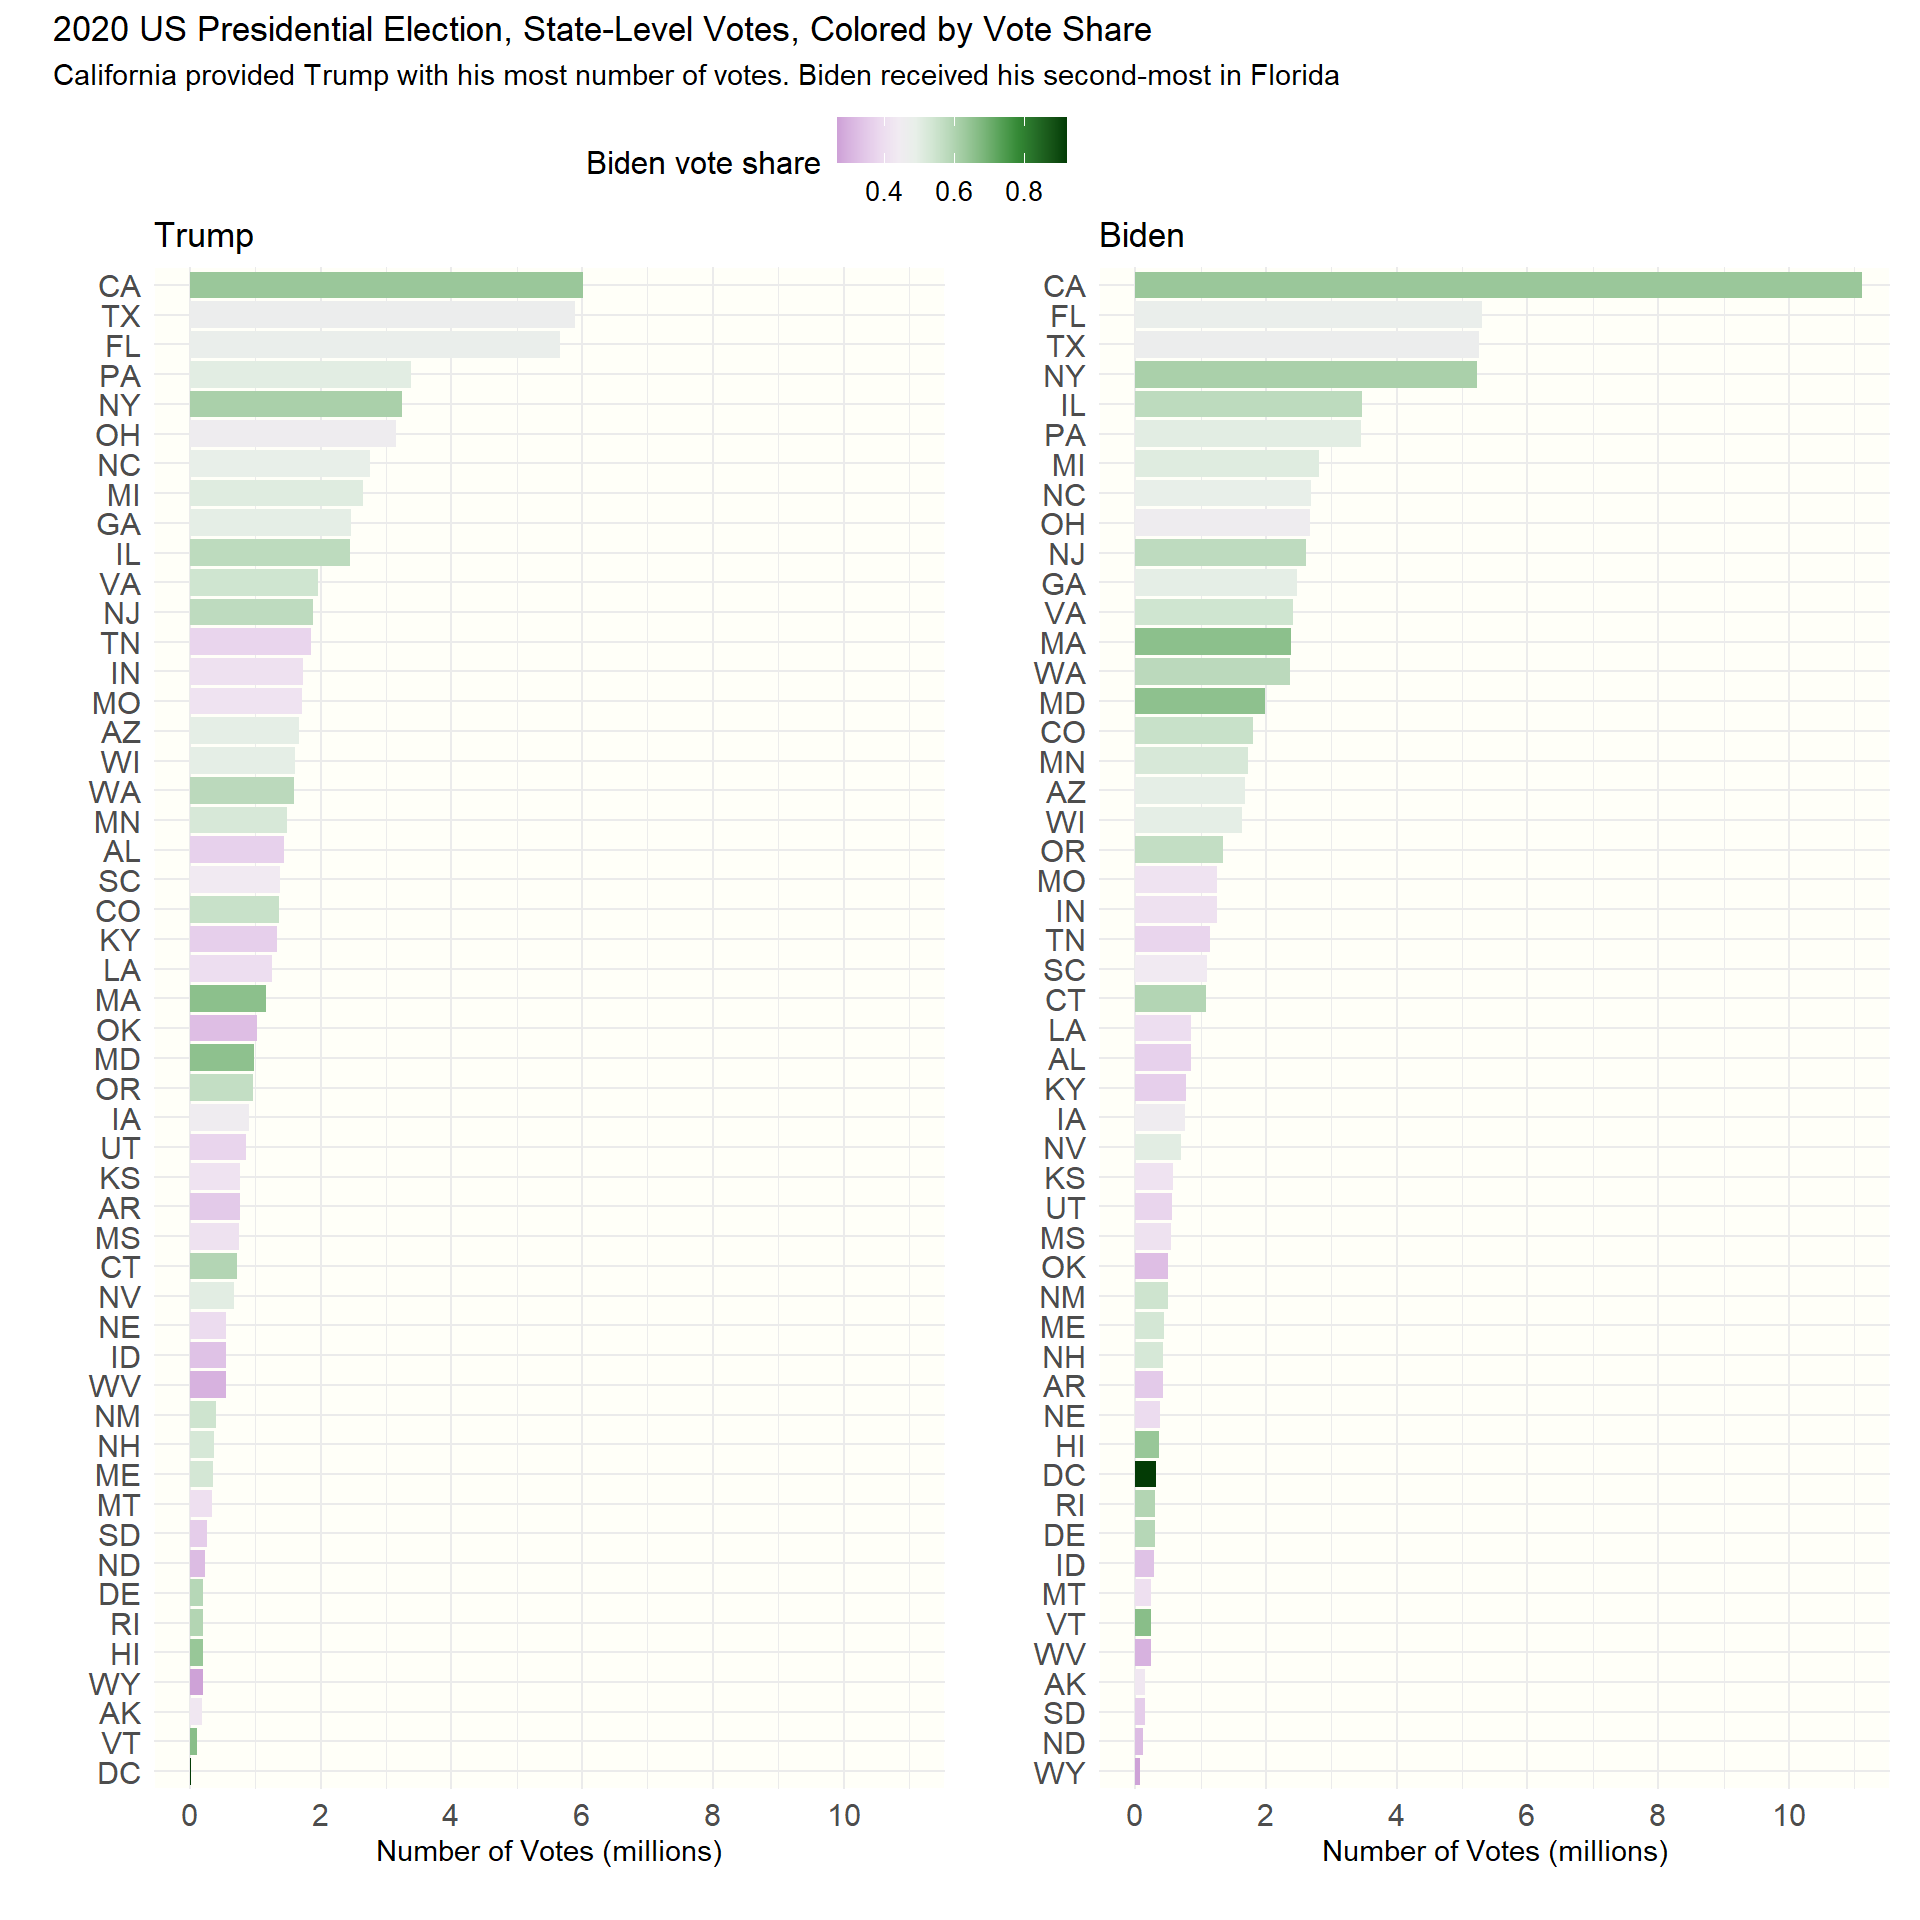 2020 US Presidential Election, State-Level Votes, Colored by Vote Share
California provided Trump with his most number of votes. Biden received his second-most in Florida
Biden vote share
0.4 0.6 0.8
Trump
CA
TX
FL
PA
NY
OH
NC
MI
GA
IL
VA
NJ
TN
IN
MO
AZ
WI
WA
MN
AL
SC
CO
KY
LA
MA
OK
MD
OR
IA
UT
KS
AR
MS
CT
NV
NE
ID
WV
NM
NH
ME
MT
SD
ND
DE
RI
HI
WY
AK
VT
DC
0 2 4 6 8 10
Number of Votes (millions)
Biden
CA
FL
TX
NY
IL
PA
MI
NC
OH
NJ
GA
VA
MA
WA
MD
CO
MN
AZ
WI
OR
MO
IN
TN
SC
CT
LA
AL
KY
IA
NV
KS
UT
MS
OK
NM
ME
NH
AR
NE
HI
DC
RI
DE
ID
MT
VT
WV
AK
SD
ND
WY
0 2 4 6 8 10
Number of Votes (millions)